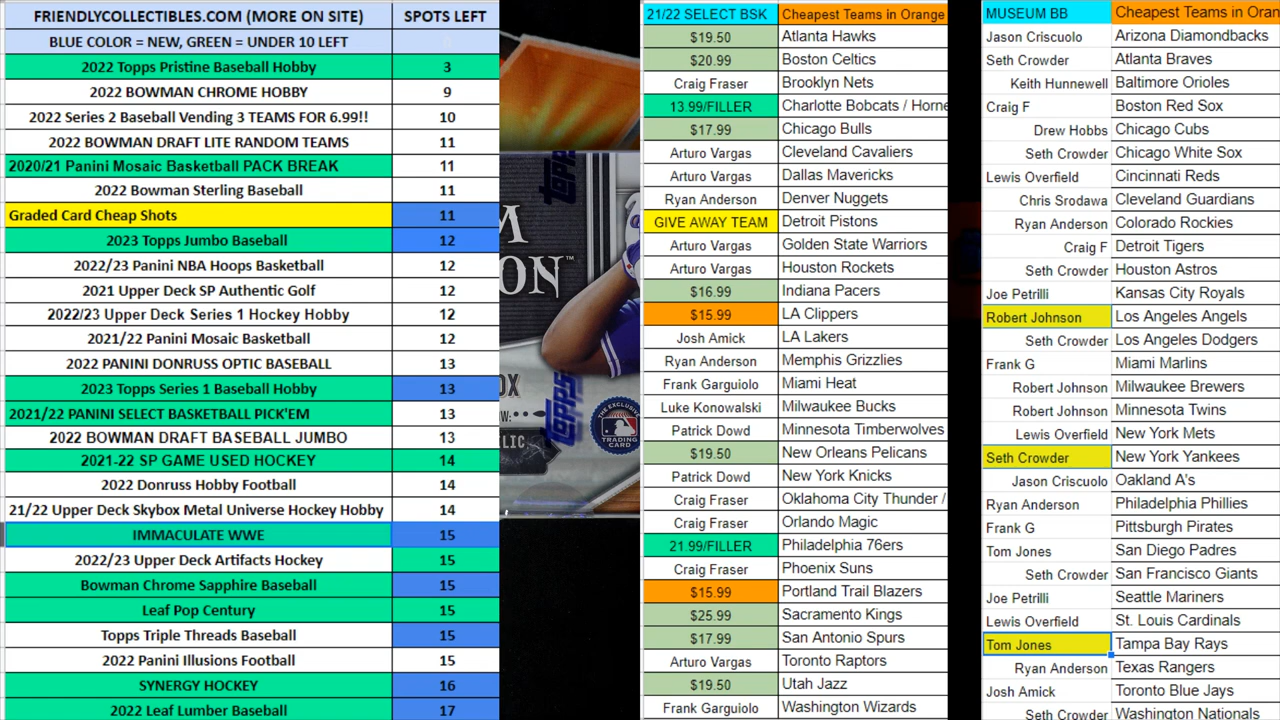 FRIENDLYCOLLECTIBLES.COM (MORE ON SITE) SPOTS LEFT
BLUE COLOR = NEW, GREEN = UNDER 10 LEFT
2022 Topps Pristine Baseball Hobby 3
2022 BOWMAN CHROME HOBBY 9
2022 Series 2 Baseball Vending 3 TEAMS FOR 6.99!! 10
2022 BOWMAN DRAFT LITE RANDOM TEAMS 11
2020/21 Panini Mosaic Basketball PACK BREAK 11
2022 Bowman Sterling Baseball 11
Graded Card Cheap Shots 11
2023 Topps Jumbo Baseball 12
2022/23 Panini NBA Hoops Basketball 12
2021 Upper Deck SP Authentic Golf 12
2022/23 Upper Deck Series 1 Hockey Hobby 12
2021/22 Panini Mosaic Basketball 12
2022 PANINI DONRUSS OPTIC BASEBALL 13
2023 Topps Series 1 Baseball Hobby 13
2021/22 PANINI SELECT BASKETBALL PICK'EM 13
2022 BOWMAN DRAFT BASEBALL JUMBO 13
2021-22 SP GAME USED HOCKEY 14
2022 Donruss Hobby Football 14
21/22 Upper Deck Skybox Metal Universe Hockey Hobby 14
IMMACULATE WWE 15
2022/23 Upper Deck Artifacts Hockey 15
Bowman Chrome Sapphire Baseball 15
Leaf Pop Century 15
Topps Triple Threads Baseball 15
2022 Panini Illusions Football 15
SYNERGY HOCKEY 16
2022 Leaf Lumber Baseball 17
topps
M
ON™
OX
W:
LIC
topps
THE EXCLUSIVE
TRADING
CARD
21/22 SELECT BSK Cheapest Teams in Orange
$19.50 Atlanta Hawks
$20.99 Boston Celtics
Craig Fraser Brooklyn Nets
13.99/FILLER Charlotte Bobcats / Horne
$17.99 Chicago Bulls
Arturo Vargas Cleveland Cavaliers
Arturo Vargas Dallas Mavericks
Ryan Anderson Denver Nuggets
GIVE AWAY TEAM Detroit Pistons
Arturo Vargas Golden State Warriors
Arturo Vargas Houston Rockets
$16.99 Indiana Pacers
$15.99 LA Clippers
Josh Amick LA Lakers
Ryan Anderson Memphis Grizzlies
Frank Garguiolo Miami Heat
Luke Konowalski Milwaukee Bucks
Patrick Dowd Minnesota Timberwolves
$19.50 New Orleans Pelicans
Patrick Dowd New York Knicks
Craig Fraser Oklahoma City Thunder /
Craig Fraser Orlando Magic
21.99/FILLER Philadelphia 76ers
Craig Fraser Phoenix Suns
$15.99 Portland Trail Blazers
$25.99 Sacramento Kings
$17.99 San Antonio Spurs
Arturo Vargas Toronto Raptors
$19.50 Utah Jazz
Frank Garguiolo Washington Wizards
MUSEUM BB Cheapest Teams in Oran
Jason Criscuolo Arizona Diamondbacks
Seth Crowder Atlanta Braves
Keith Hunnewell Baltimore Orioles
Craig F Boston Red Sox
Drew Hobbs Chicago Cubs
Seth Crowder Chicago White Sox
Lewis Overfield Cincinnati Reds
Chris Srodawa Cleveland Guardians
Ryan Anderson Colorado Rockies
Craig F Detroit Tigers
Seth Crowder Houston Astros
Joe Petrilli Kansas City Royals
Robert Johnson Los Angeles Angels
Seth Crowder Los Angeles Dodgers
Frank G Miami Marlins
Robert Johnson Milwaukee Brewers
Robert Johnson Minnesota Twins
Lewis Overfield New York Mets
Seth Crowder New York Yankees
Jason Criscuolo Oakland A's
Ryan Anderson Philadelphia Phillies
Frank G Pittsburgh Pirates
Tom Jones San Diego Padres
Seth Crowder San Francisco Giants
Joe Petrilli Seattle Mariners
Lewis Overfield St. Louis Cardinals
Tom Jones Tampa Bay Rays
Ryan Anderson Texas Rangers
Josh Amick Toronto Blue Jays
Seth Crowder Washington Nationals